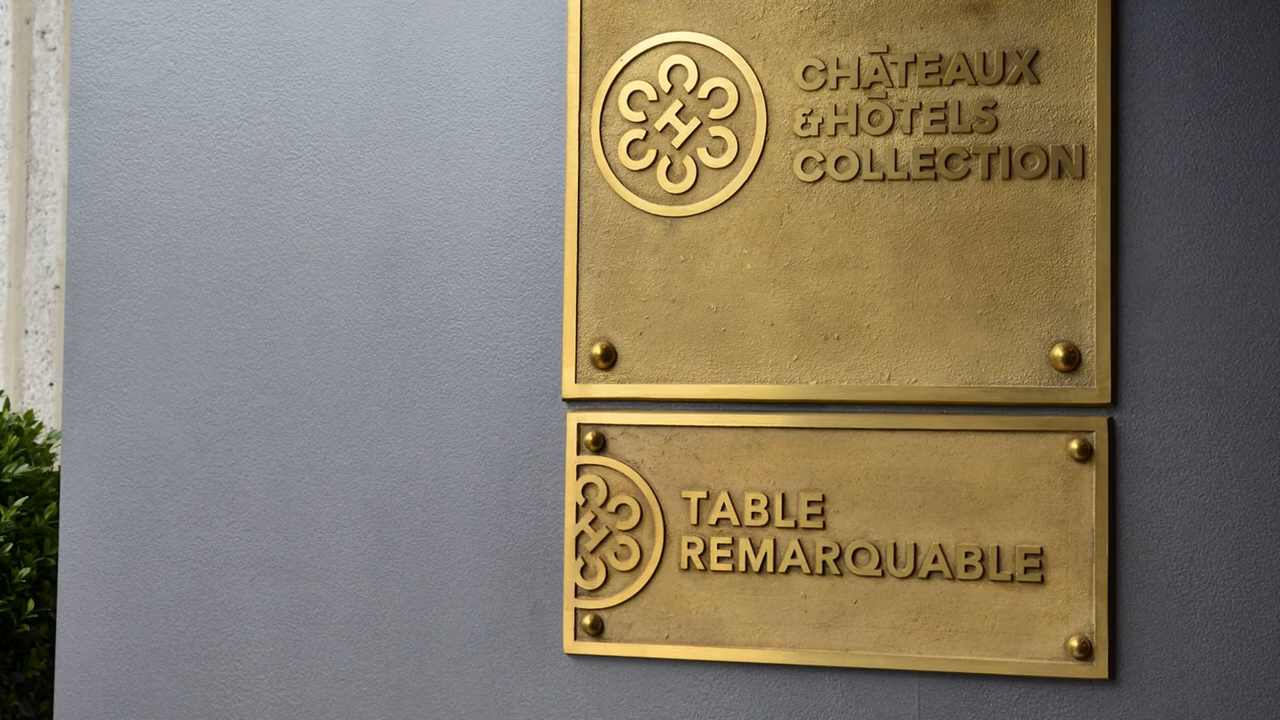 CHÂTEAUX
&HÔTELS
COLLECTION
TABLE
REMARQUABLE